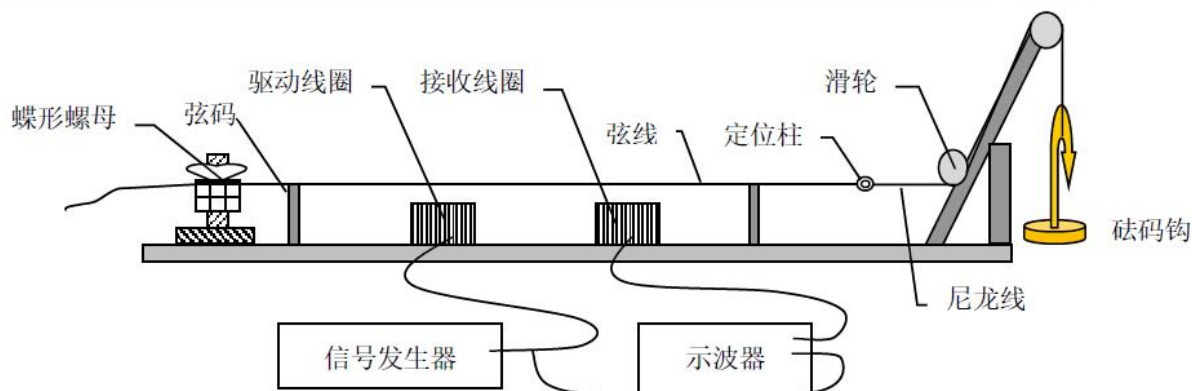 驱动线圈
接收线圈
滑轮
蝶形螺母
弦码
弦线
定位柱
砝码钩
尼龙线
信号发生器
示波器